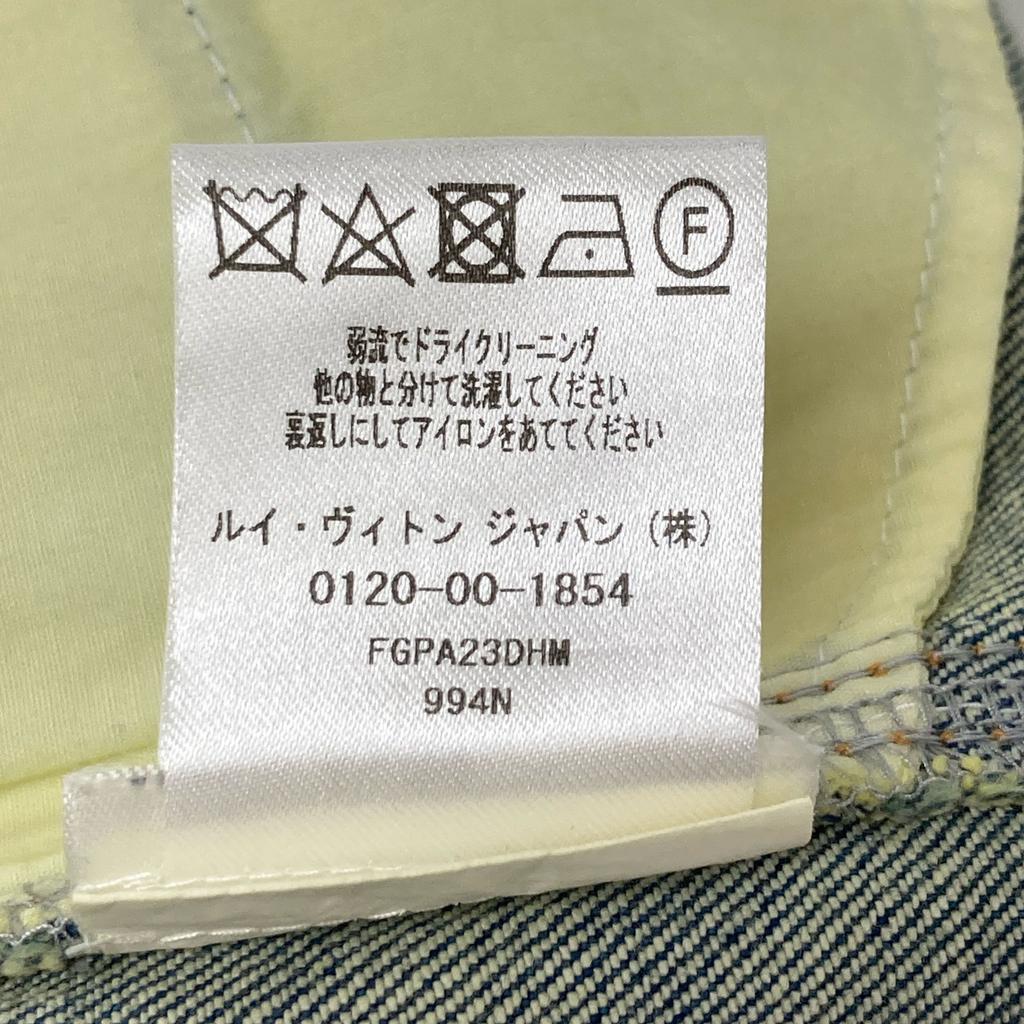 F
弱流でドライクリーニング
他の物と分けて洗濯してください
裏返しにしてアイロンをあててください
ルイ・ヴィトン ジャパン（株）
0120-00-1854
FGPA23DHM
994N